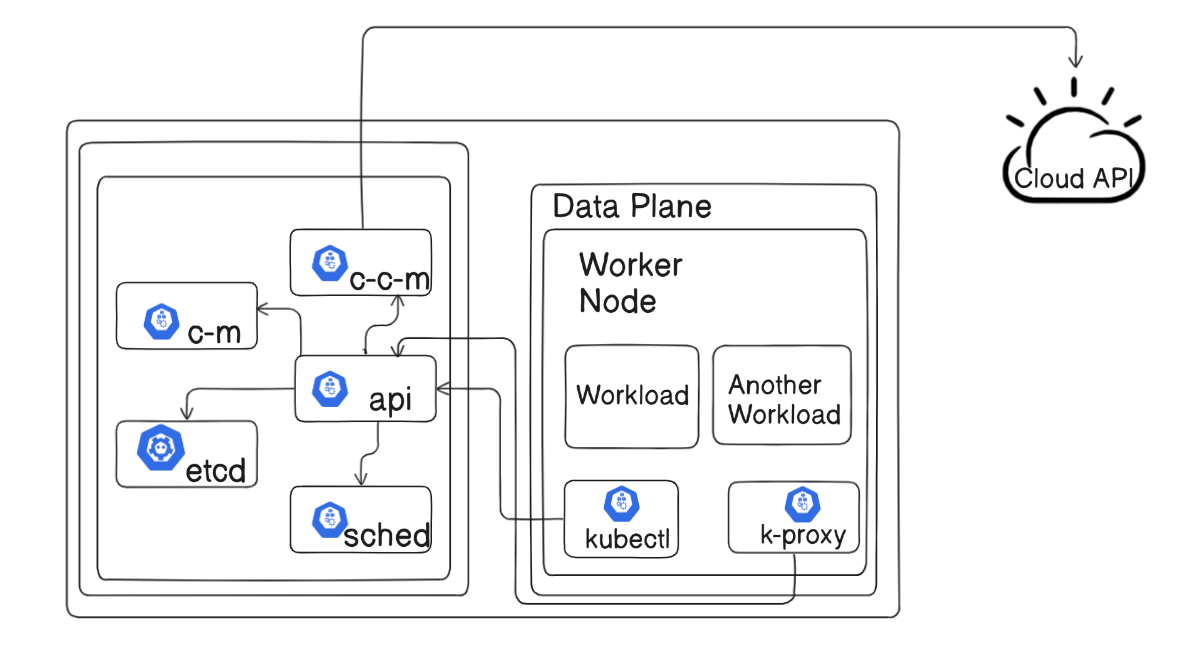 Cloud API
Data Plane
Worker
Node
c-c-m
c-m
api
etcd
sched
Workload
Another
Workload
kubectl
k-proxy